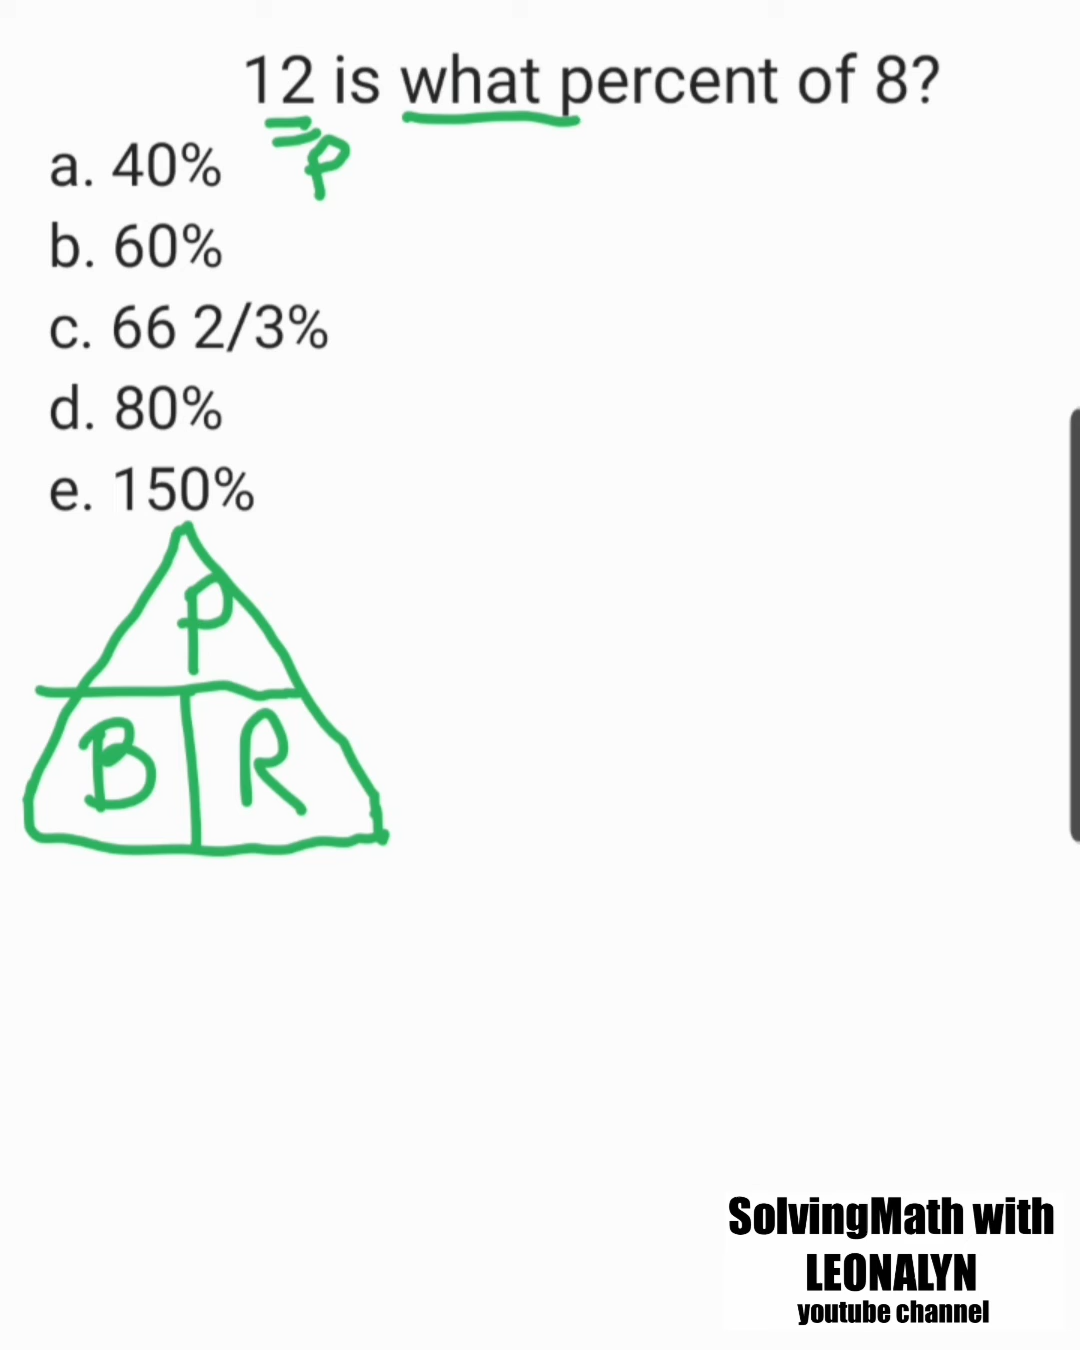 12 is what percent of 8?
P
a. 40%
b. 60%
c. 66 2/3%
d. 80%
e. 150%
P
B R
SolvingMath with
LEONALYN
youtube channel